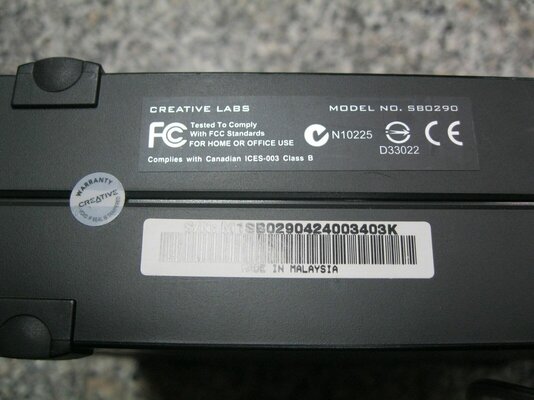 CREATIVE LABS
MODEL NO. SB0290
FC
Tested To Comply
With FCC Standards
FOR HOME OR OFFICE USE
N10225
D33022
CE
Complies with Canadian ICES-003 Class B
WARRANTY
CREATIVE
SB0290424003403K
MADE IN MALAYSIA